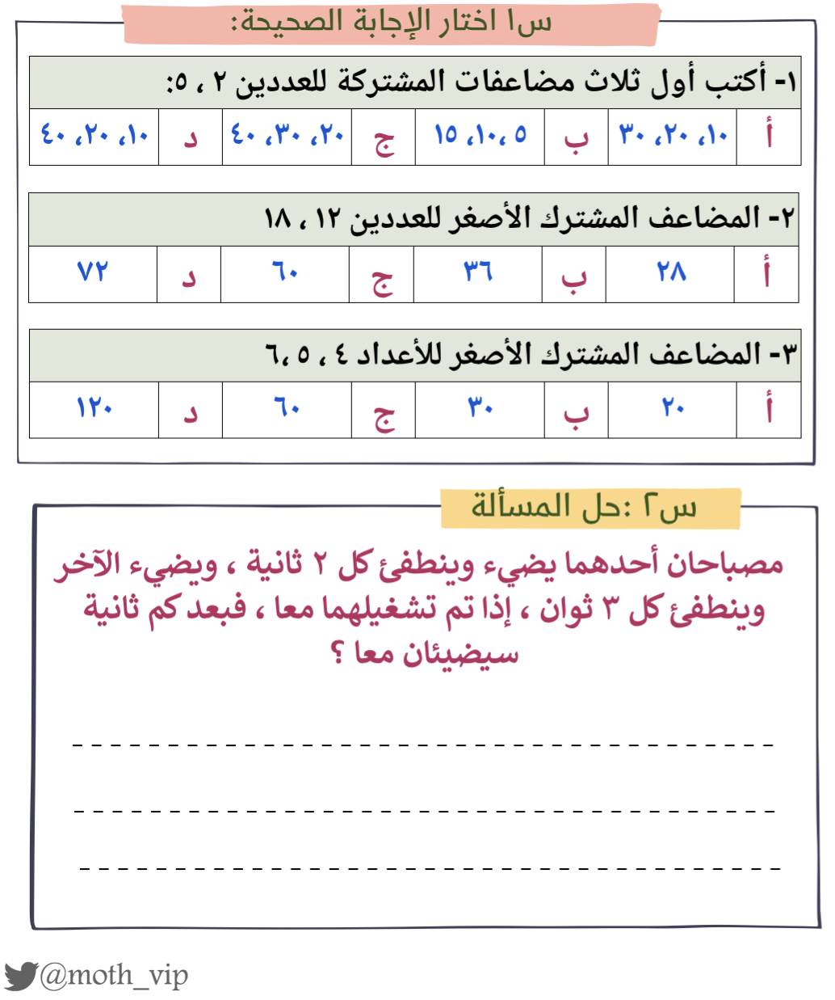 س١ اختار الإجابة الصحيحة:
١- أكتب أول ثلاث مضاعفات المشتركة للعددين ٢ ، ٥:
أ ١٠، ٢٠، ٣٠ ب ٥ ،١٠، ١٥ ج ٢٠، ٣٠، ٤٠ د ١٠، ٢٠، ٤٠
٢- المضاعف المشترك الأصغر للعددين ١٢ ، ١٨
أ ٢٨ ب ٣٦ ج ٦٠ د ٧٢
٣- المضاعف المشترك الأصغر للأعداد ٤ ، ٥ ،٦
أ ٢٠ ب ٣٠ ج ٦٠ د ١٢٠
س٢ :حل المسألة
مصباحان أحدهما يضيء وينطفئ كل ٢ ثانية ، ويضيء الآخر
وينطفئ كل ٣ ثوان ، إذا تم تشغيلهما معا ، فبعد كم ثانية
سيضيئان معا ؟
@moth_vip